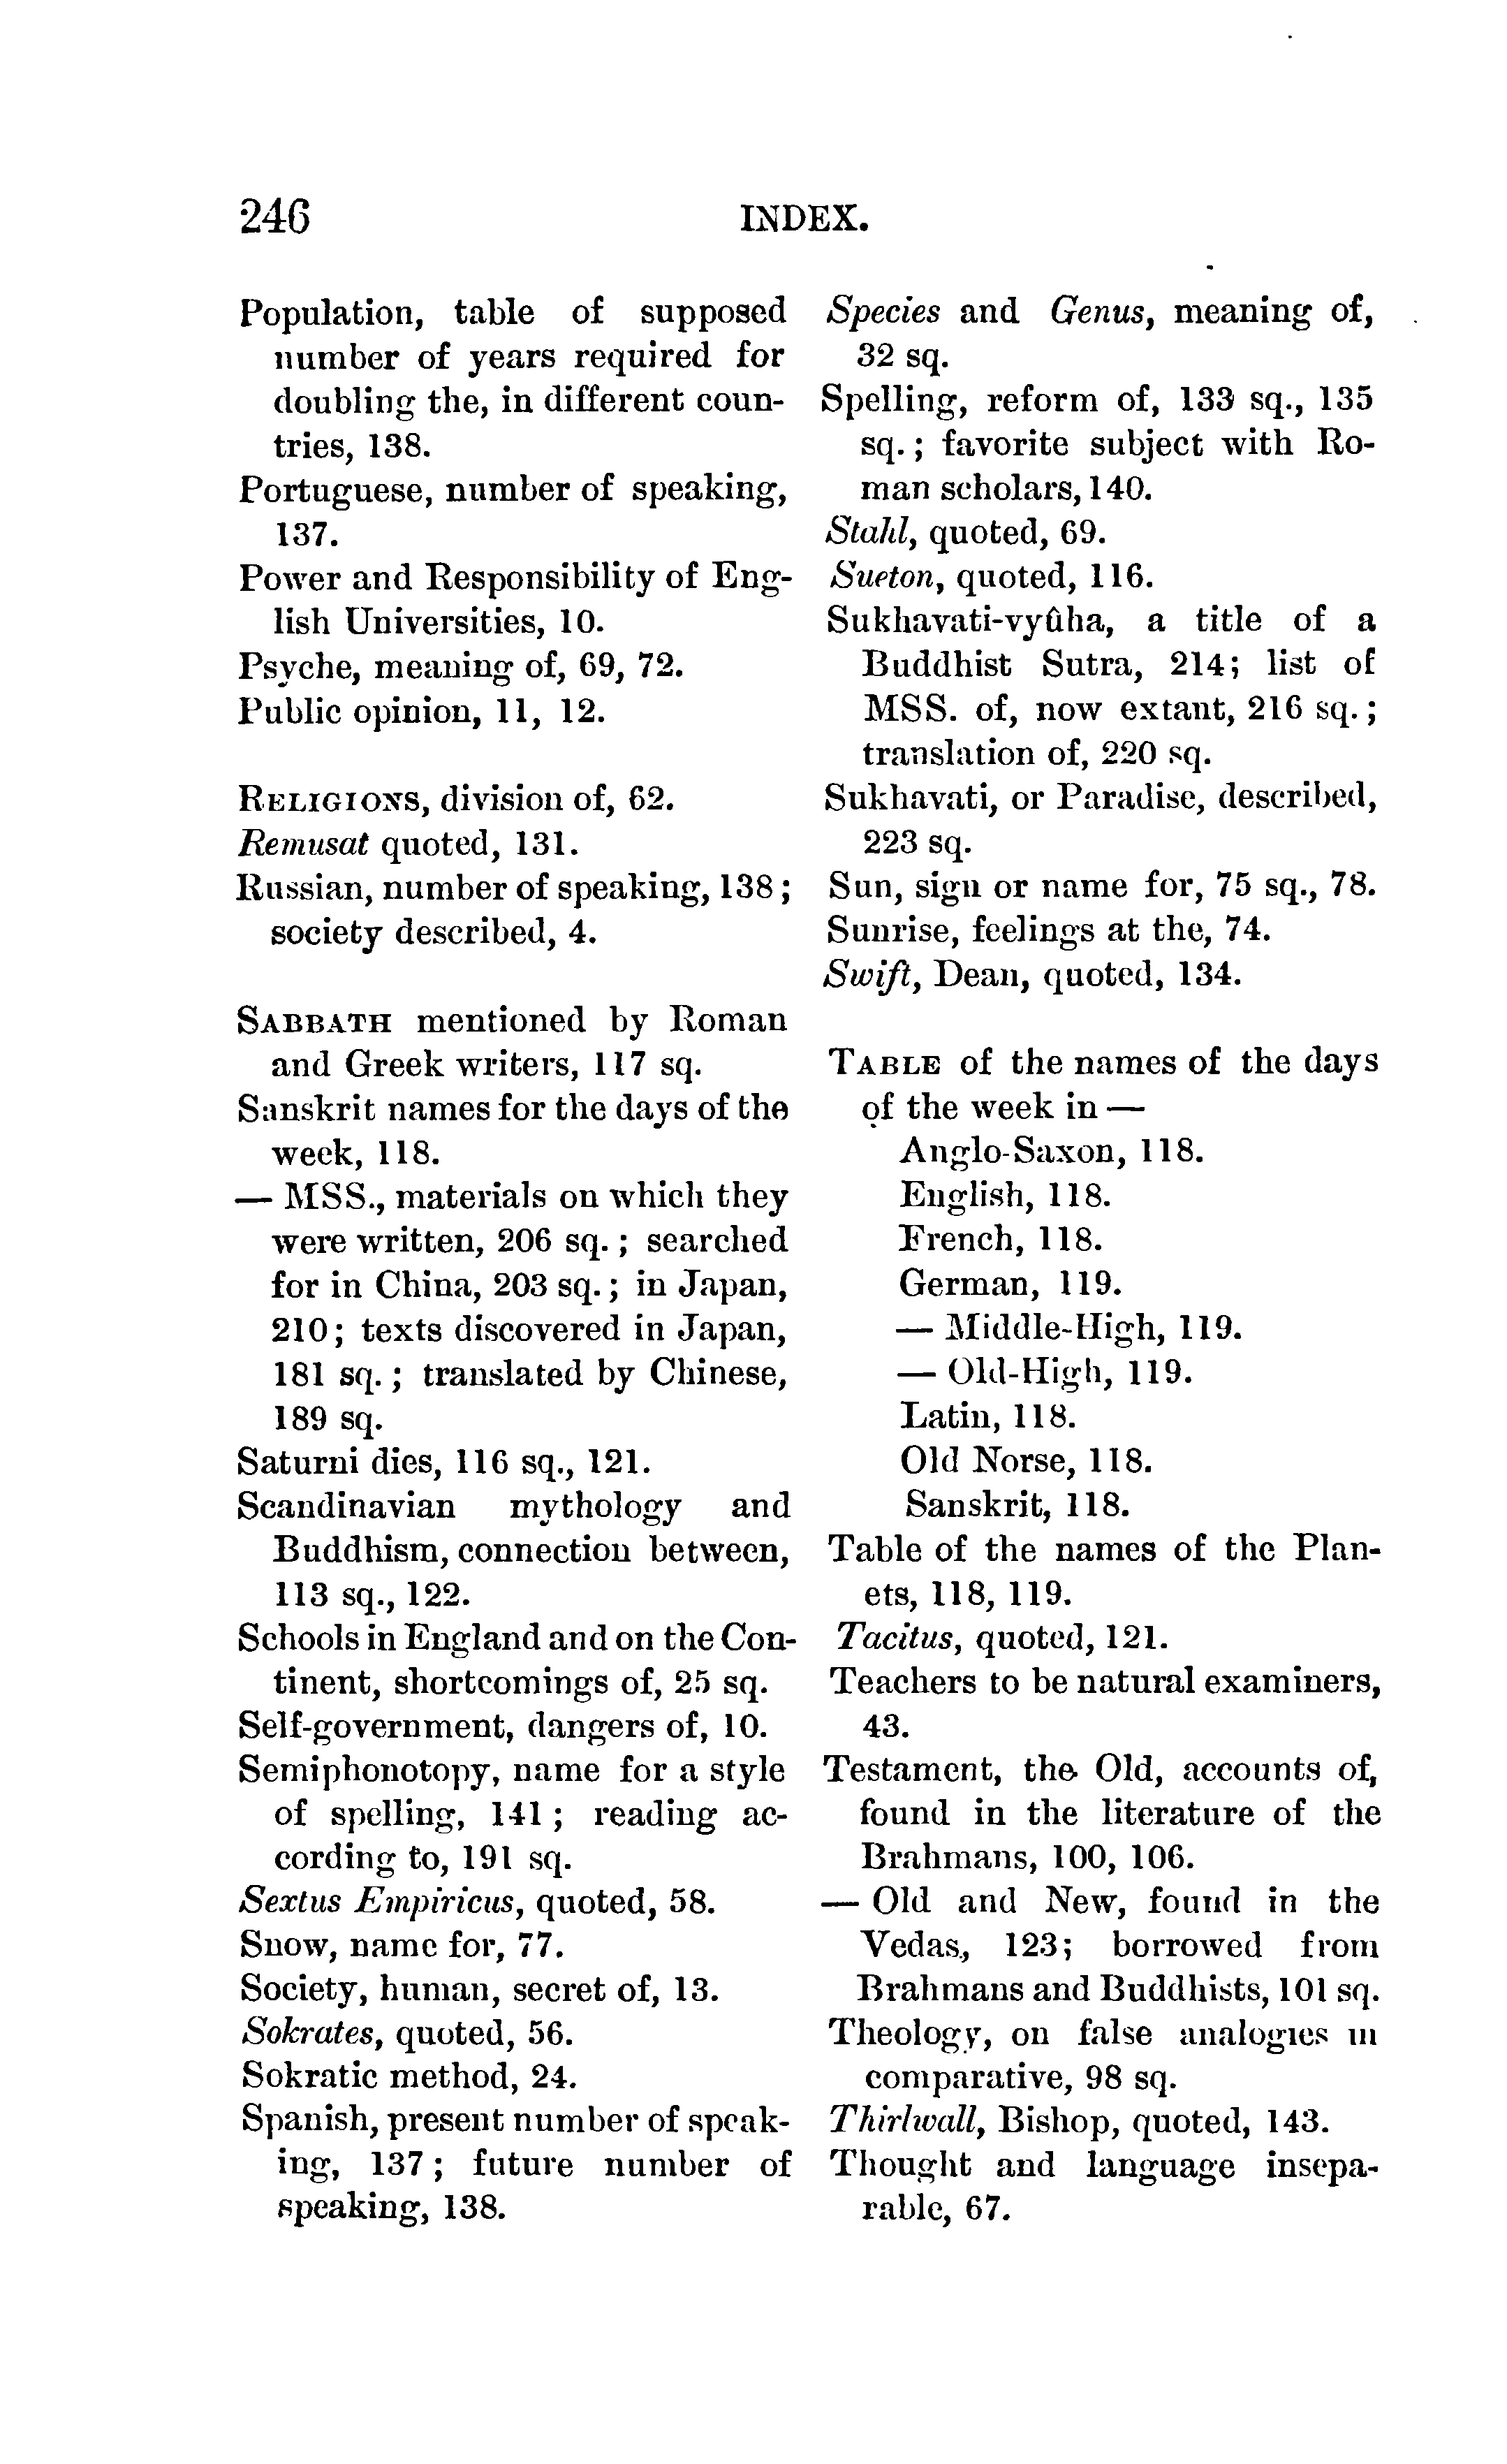 246 INDEX.
Population, table of supposed
number of years required for
doubling the, in different coun-
tries, 138.
Portuguese, number of speaking,
137.
Power and Responsibility of Eng-
lish Universities, 10.
Psyche, meaning of, 69, 72.
Public opinion, 11, 12.
RELIGIONS, division of, 62.
Remusat quoted, 131.
Russian, number of speaking, 138;
society described, 4.
SABBATH mentioned by Roman
and Greek writers, 117 sq.
Sanskrit names for the days of the
week, 118.
— MSS., materials on which they
were written, 206 sq.; searched
for in China, 203 sq.; in Japan,
210; texts discovered in Japan,
181 sq.; translated by Chinese,
189 sq.
Saturni dies, 116 sq., 121.
Scandinavian mythology and
Buddhism, connection between,
113 sq., 122.
Schools in England and on the Con-
tinent, shortcomings of, 25 sq.
Self-government, dangers of, 10.
Semiphonotopy, name for a style
of spelling, 141; reading ac-
cording to, 191 sq.
Sextus Empiricus, quoted, 58.
Snow, name for, 77.
Society, human, secret of, 13.
Sokrates, quoted, 56.
Sokratic method, 24.
Spanish, present number of speak-
ing, 137; future number of
speaking, 138.
Species and Genus, meaning of,
32 sq.
Spelling, reform of, 133 sq., 135
sq.; favorite subject with Ro-
man scholars, 140.
Stahl, quoted, 69.
Sueton, quoted, 116.
Sukhavati-vyûha, a title of a
Buddhist Sutra, 214; list of
MSS. of, now extant, 216 sq.;
translation of, 220 sq.
Sukhavati, or Paradise, described,
223 sq.
Sun, sign or name for, 75 sq., 78.
Sunrise, feelings at the, 74.
Swift, Dean, quoted, 134.
TABLE of the names of the days
of the week in —
Anglo-Saxon, 118.
English, 118.
French, 118.
German, 119.
— Middle-High, 119.
— Old-High, 119.
Latin, 118.
Old Norse, 118.
Sanskrit, 118.
Table of the names of the Plan-
ets, 118, 119.
Tacitus, quoted, 121.
Teachers to be natural examiners,
43.
Testament, the Old, accounts of,
found in the literature of the
Brahmans, 100, 106.
— Old and New, found in the
Vedas, 123; borrowed from
Brahmans and Buddhists, 101 sq.
Theology, on false analogies in
comparative, 98 sq.
Thirlwall, Bishop, quoted, 143.
Thought and language insepa-
rable, 67.